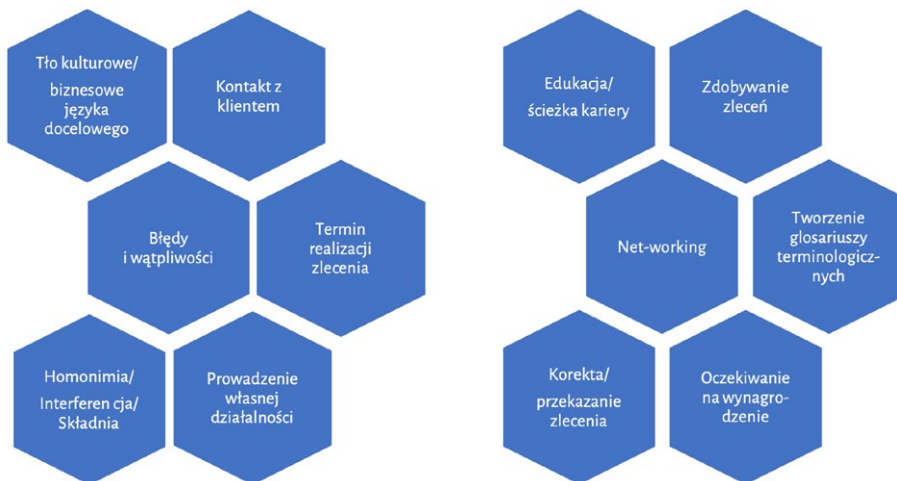 Tło kulturowe/
biznesowe
języka
docelowego
Kontakt z
klientem
Błędy
i wątpliwości
Termin
realizacji
zlecenia
Homonimia/
Interferen cja/
Składnia
Prowadzenie
własnej
działalności
Edukacja/
ścieżka kariery
Zdobywanie
zleceń
Net-working
Tworzenie
glosariuszy
terminologicz-
nych
Korekta/
przekazanie
zlecenia
Oczekiwanie
na wynagro-
dzenie